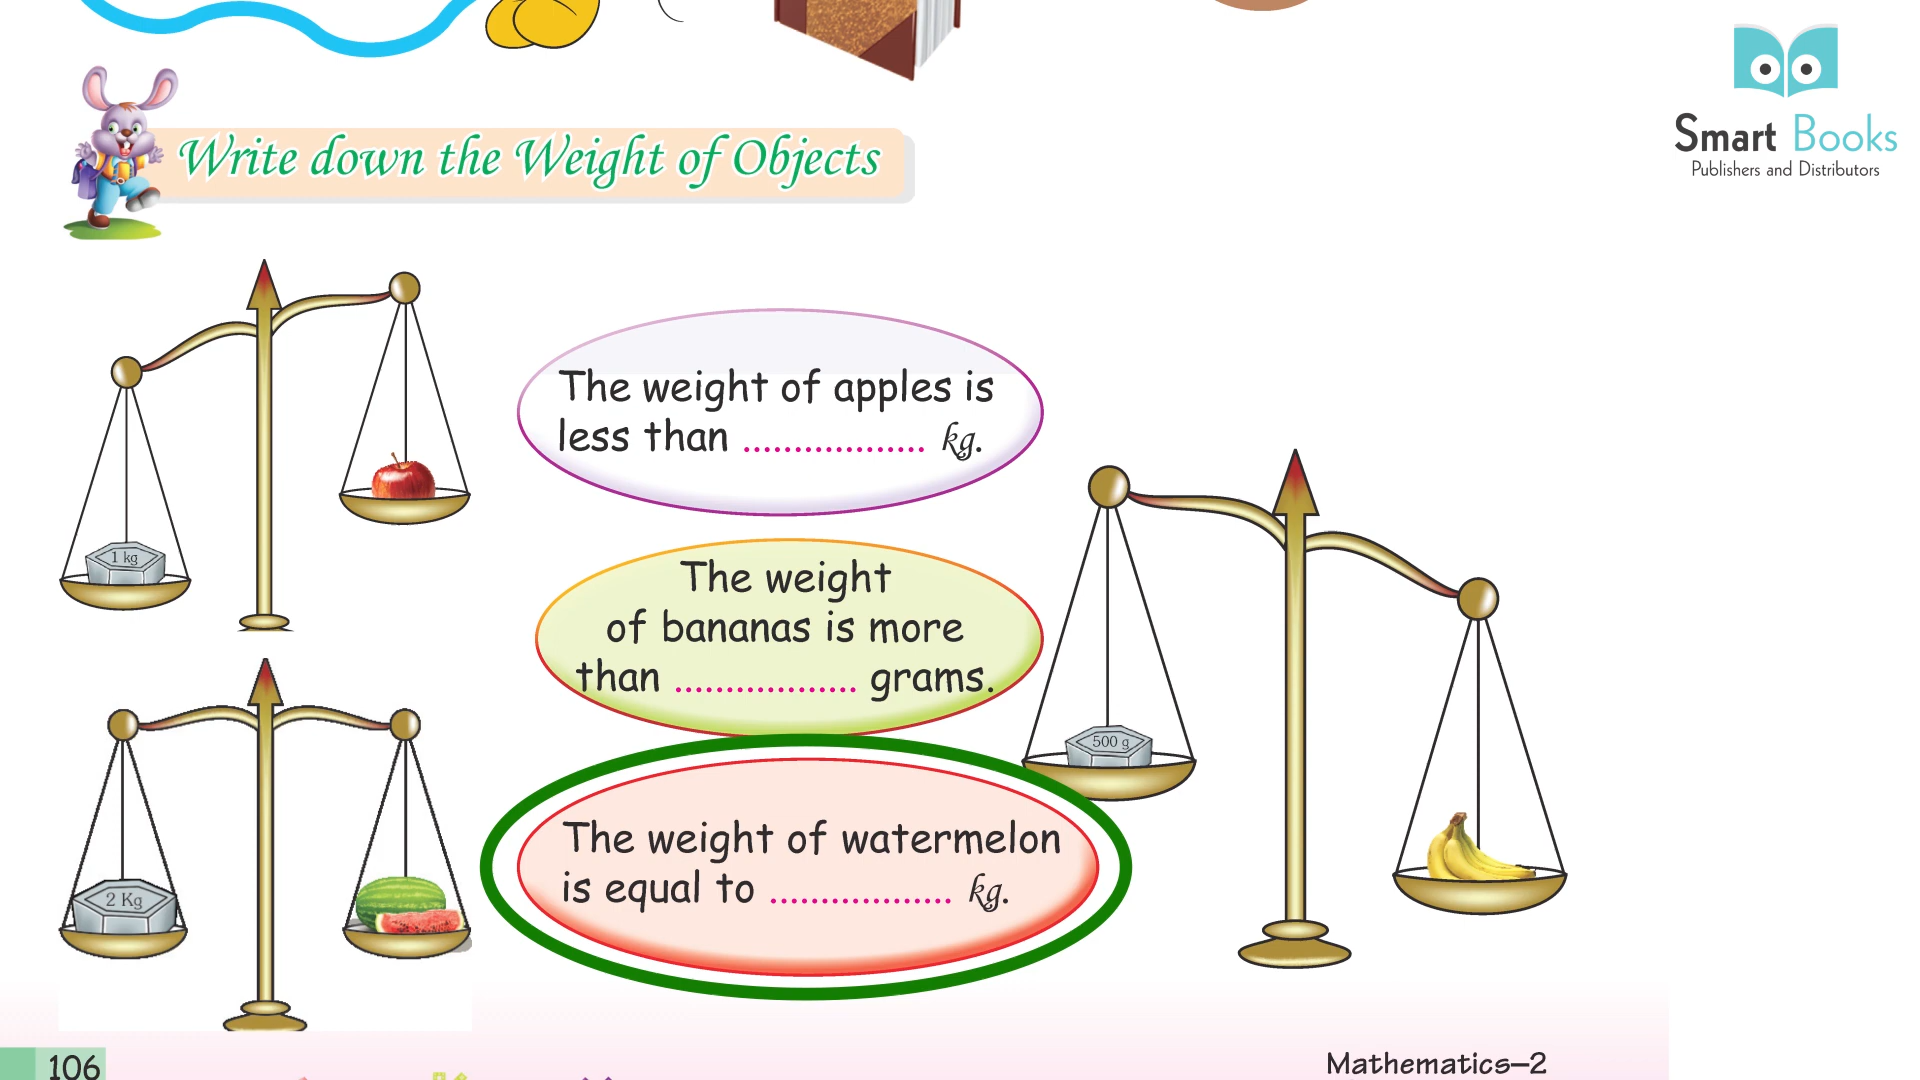 Smart Books
Publishers and Distributors
Write down the Weight of Objects
The weight of apples is
less than .................. kg.
1 kg
The weight
of bananas is more
than .................. grams.
500 g
The weight of watermelon
is equal to .................. kg.
2 Kg
106
Mathematics–2